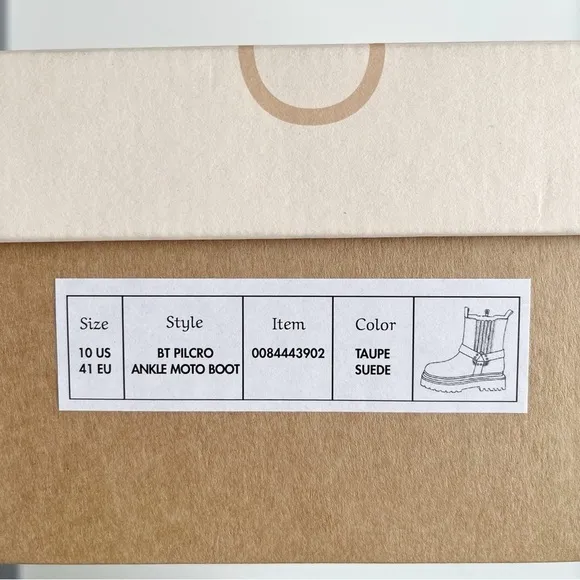 Size
10 US
41 EU
Style
BT PILCRO
ANKLE MOTO BOOT
Item
0084443902
Color
TAUPE
SUEDE